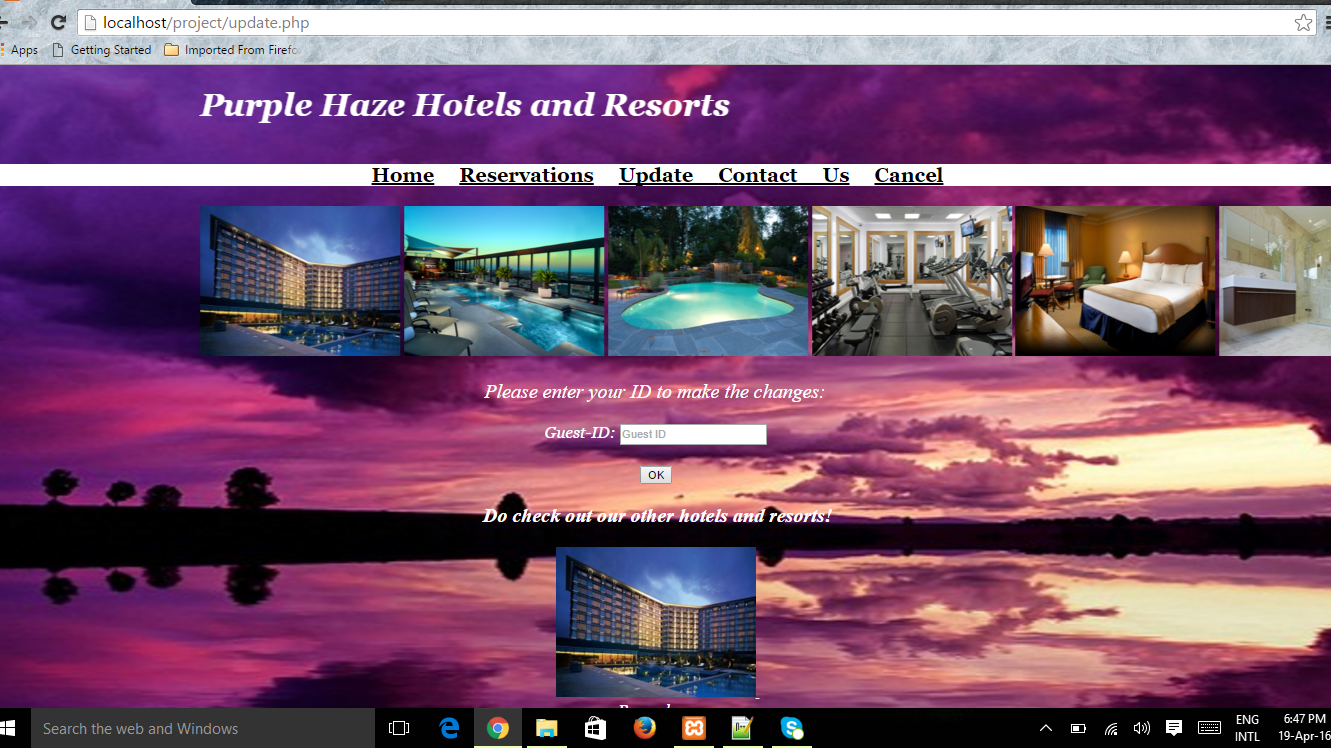 localhost/project/update.php
Apps Getting Started Imported From Firefo
Purple Haze Hotels and Resorts
Home Reservations Update Contact Us Cancel
Please enter your ID to make the changes:
Guest-ID: Guest ID
OK
Do check out our other hotels and resorts!
Search the web and Windows
ENG
INTL
6:47 PM
19-Apr-16